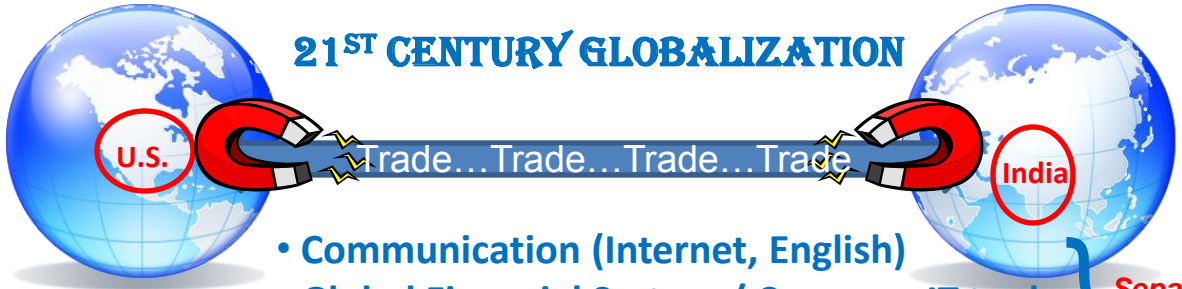 21ST CENTURY GLOBALIZATION
U.S.
Trade... Trade...Trade...Trade
India
• Communication (Internet, English)